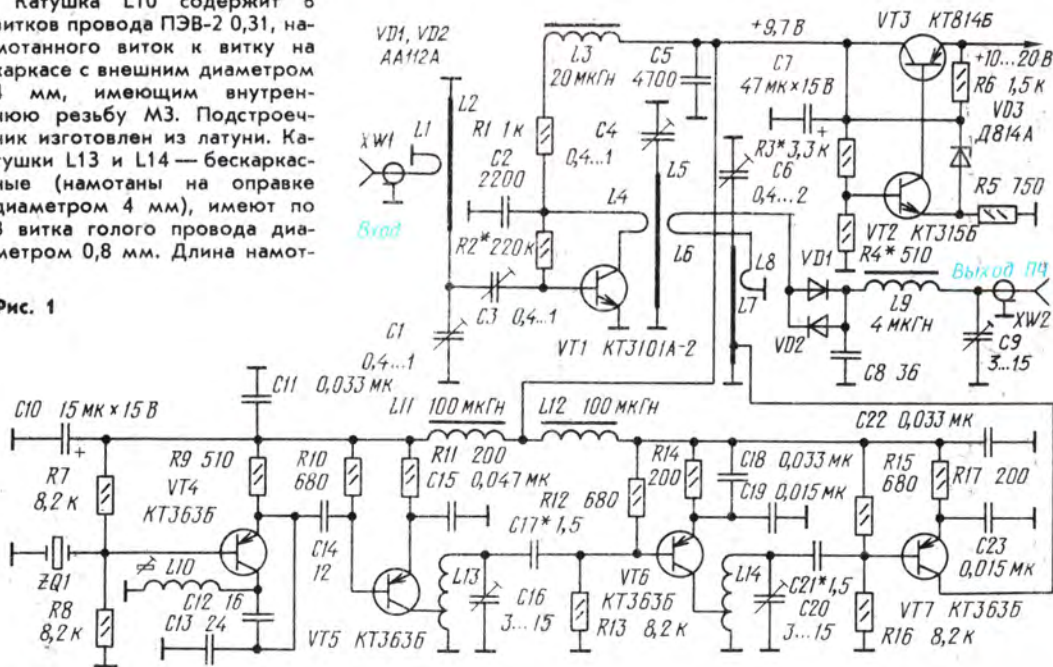 Катушка L10 содержит 6
витков провода ПЭВ-2 0,31, на-
мотанного виток к витку на
каркасе с внешним диаметром
4 мм, имеющим внутрен-
нюю резьбу М3. Подстроеч-
ник изготовлен из латуни. Ка-
тушки L13 и L14 — бескаркас-
ные (намотаны на оправке
диаметром 4 мм), имеют по
3 витка голого провода диа-
метром 0,8 мм. Длина намот-
Рис. 1
VD1, VD2
АА112А
XW1
L1
Вход
L2
C1
0,4...1
R1 1к
C2
2200
R2* 220к
C3 0,4...1
L3
20 мкГн
0,4...1
C4
L4
VT1 КТ3101А-2
C5
4700
L5
L6
+9,7 В
C7
47 мк×15 В
R3* 3,3 к
C6
0,4...2
L8
L7
VT3 КТ814Б
+10...20 В
R6 1,5 к
VD3
Д814А
R5 750
VT2 КТ315Б
R4* 510
VD1
VD2
Выход ПЧ
L9
4 мкГн
XW2
C9
3...15
C8 36
C11 0,033 мк
C10 15 мк×15 В
R7
8,2 к
ZQ1
R8
8,2 к
R9 510
VT4
КТ363Б
L10
C12 16
C13 24
R10
680
C14
12
L11 100 мкГн
R11 200
C15 0,047 мк
VT5 КТ363Б
L12 100 мкГн
R12 680
C17* 1,5
L13
C16
3...15
R13 8,2 к
R14
200
C18 0,033 мк
C19 0,015 мк
VT6
КТ363Б
L14
C21* 1,5
C20
3...15
C22 0,033 мк
R15
680
R17 200
C23
0,015 мк
VT7 КТ363Б
R16 8,2 к